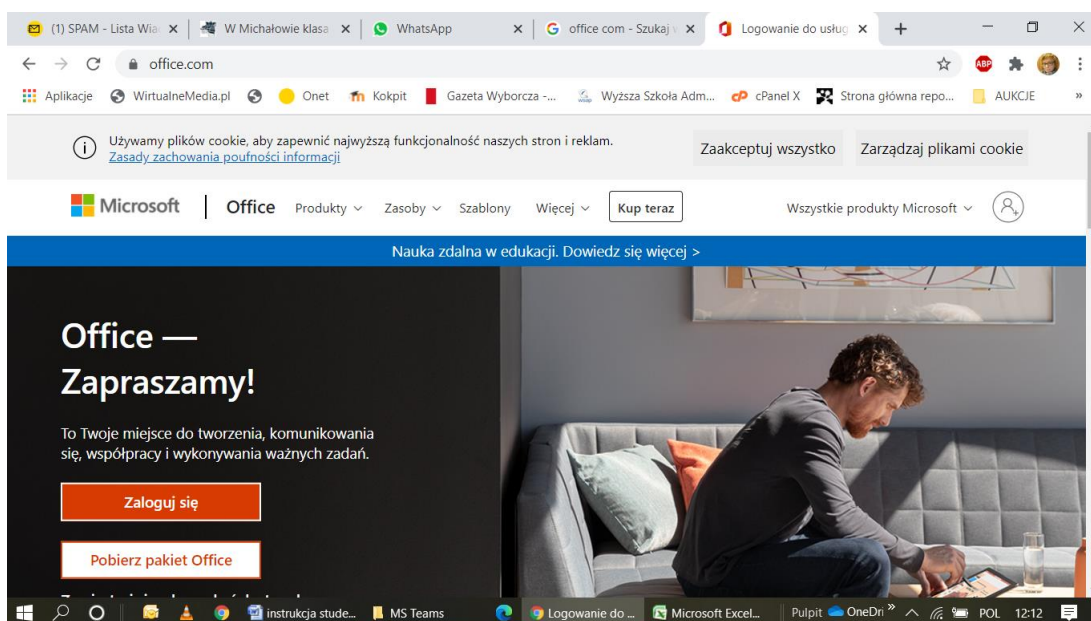 (1) SPAM - Lista Wia
W Michałowie klasa
WhatsApp
office com - Szukaj w
Logowanie do usług
office.com
ABP
Aplikacje
WirtualneMedia.pl
Onet
Kokpit
Gazeta Wyborcza -...
Wyższa Szkoła Adm...
cPanel X
Strona główna repo...
AUKCJE
»
Używamy plików cookie, aby zapewnić najwyższą funkcjonalność naszych stron i reklam.
Zasady zachowania poufności informacji
Zaakceptuj wszystko
Zarządzaj plikami cookie
Microsoft
Office
Produkty
Zasoby
Szablony
Więcej
Kup teraz
Wszystkie produkty Microsoft
Nauka zdalna w edukacji. Dowiedz się więcej >
Office —
Zapraszamy!
To Twoje miejsce do tworzenia, komunikowania
się, współpracy i wykonywania ważnych zadań.
Zaloguj się
Pobierz pakiet Office
instrukcja stude...
MS Teams
Logowanie do ...
Microsoft Excel...
Pulpit
OneDri »
POL
12:12